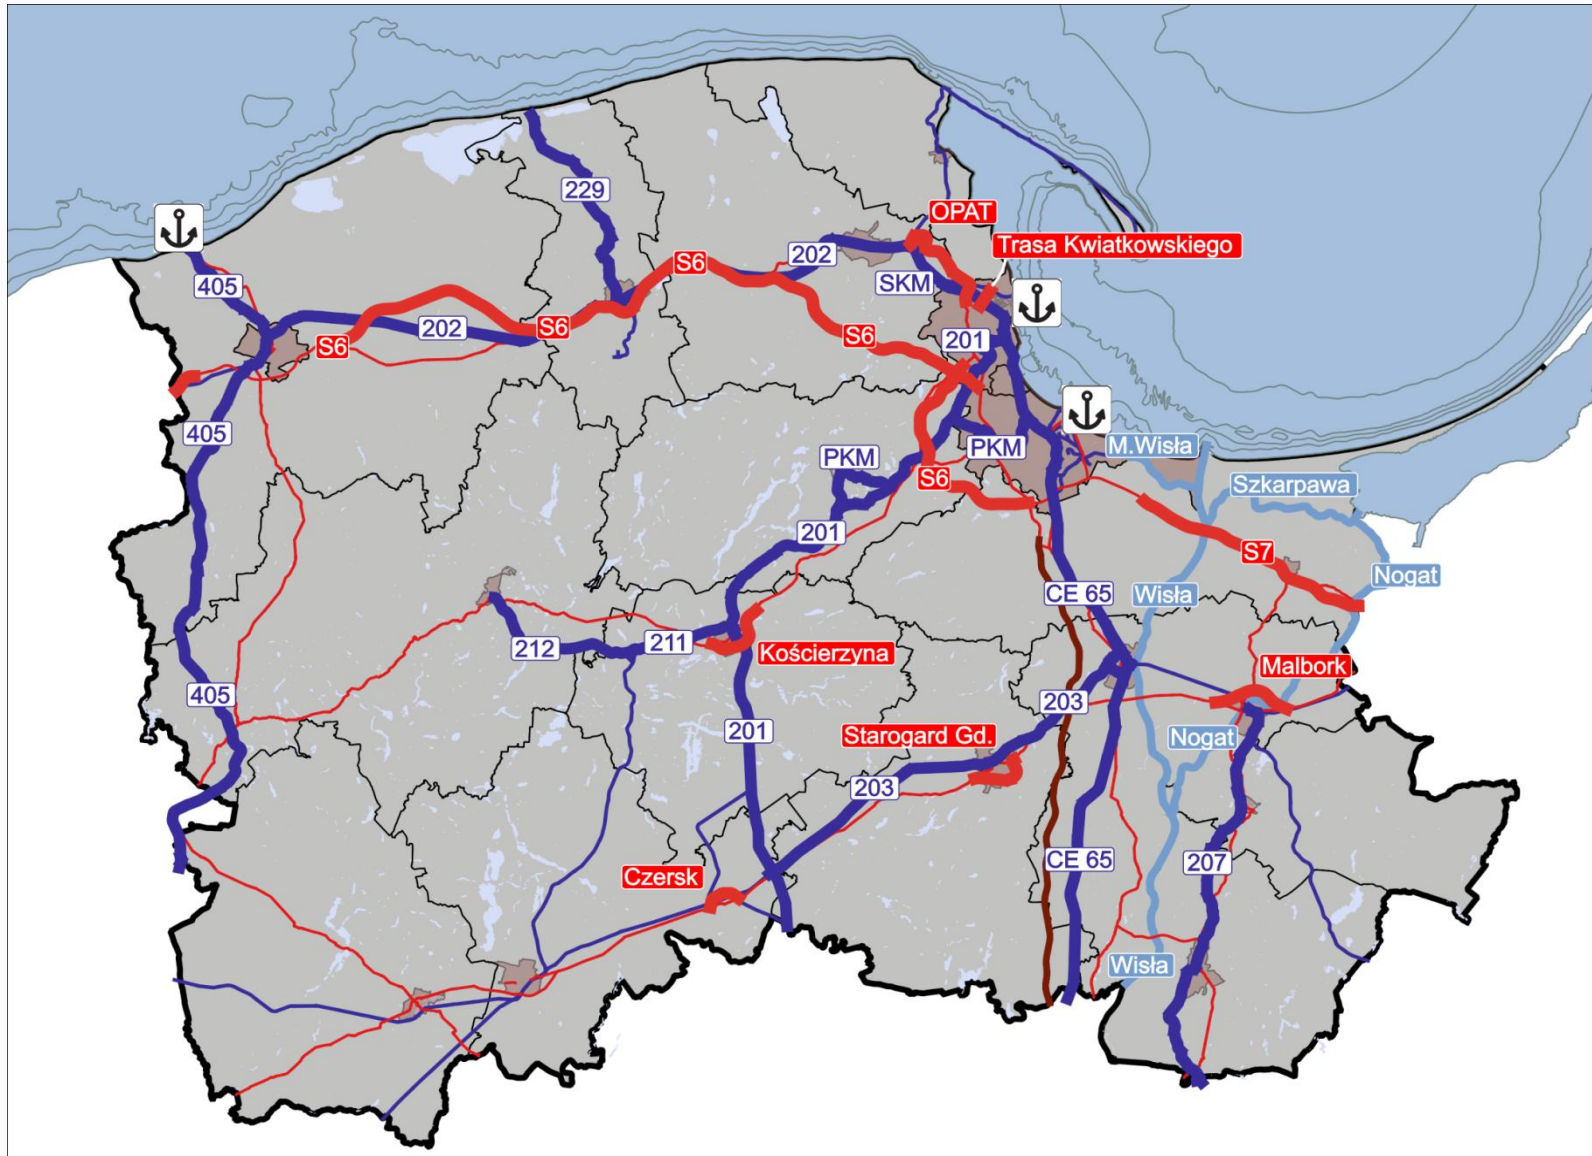 229
OPAT
Trasa Kwiatkowskiego
202
S6
SKM
405
202
S6
S6
S6
201
405
PKM
PKM
M.Wisła
S6
Szkarpawa
201
S7
Nogat
CE 65
Wisła
212
211
Kościerzyna
Malbork
405
203
201
Starogard Gd.
Nogat
203
Czersk
CE 65
207
Wisła